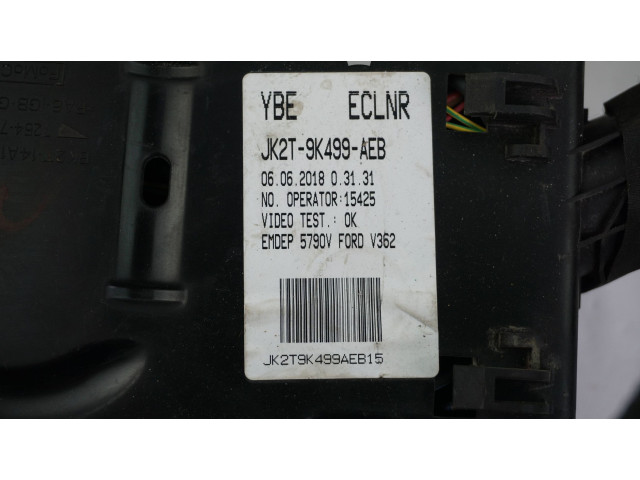 YBE ECLNR
JK2T-9K499-AEB
06.06.2018 0.31.31
NO. OPERATOR:15425
VIDEO TEST.: OK
EMDEP 5790V FORD V362
JK2T9K499AEB15